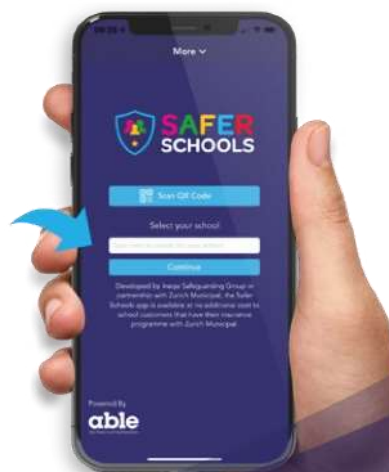 More
SAFER
SCHOOLS
Scan QR Code
Select your school:
Continue
Developed by Ineqe Safeguarding Group in
partnership with Zurich Municipal, the Safer
Schools app is available at no additional cost to
school customers that have their insurance
programme with Zurich Municipal
Powered By
able